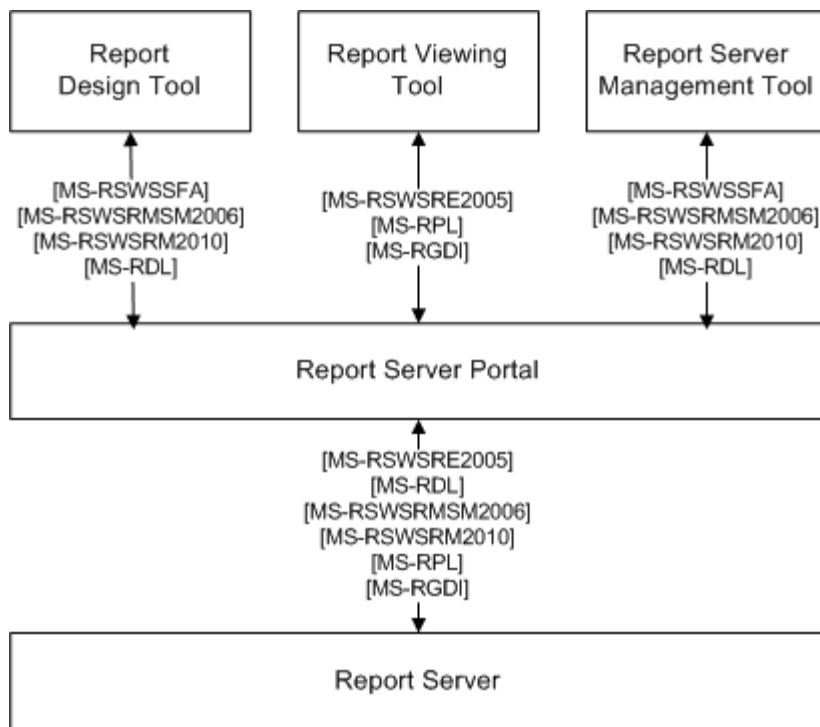 Report
Design Tool
Report Viewing
Tool
Report Server
Management Tool
[MS-RSWSSFA]
[MS-RSWSRMSM2006]
[MS-RSWSRM2010]
[MS-RDL]
[MS-RSWSRE2005]
[MS-RPL]
[MS-RGDI]
[MS-RSWSSFA]
[MS-RSWSRMSM2006]
[MS-RSWSRM2010]
[MS-RDL]
Report Server Portal
[MS-RSWSRE2005]
[MS-RDL]
[MS-RSWSRMSM2006]
[MS-RSWSRM2010]
[MS-RPL]
[MS-RGDI]
Report Server